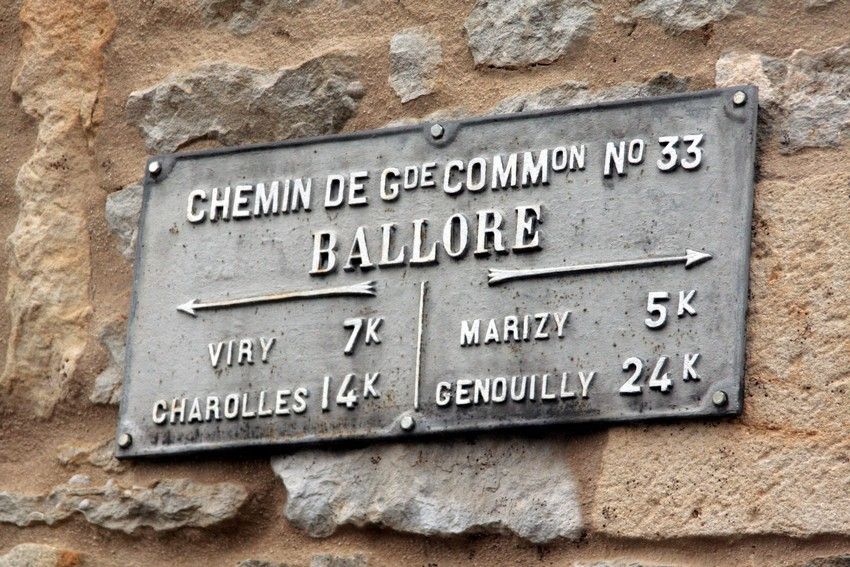 CHEMIN DE GDE COMMON NO 33
BALLORE
VIRY 7K
CHAROLLES 14K
MARIZY 5K
GENOUILLY 24K